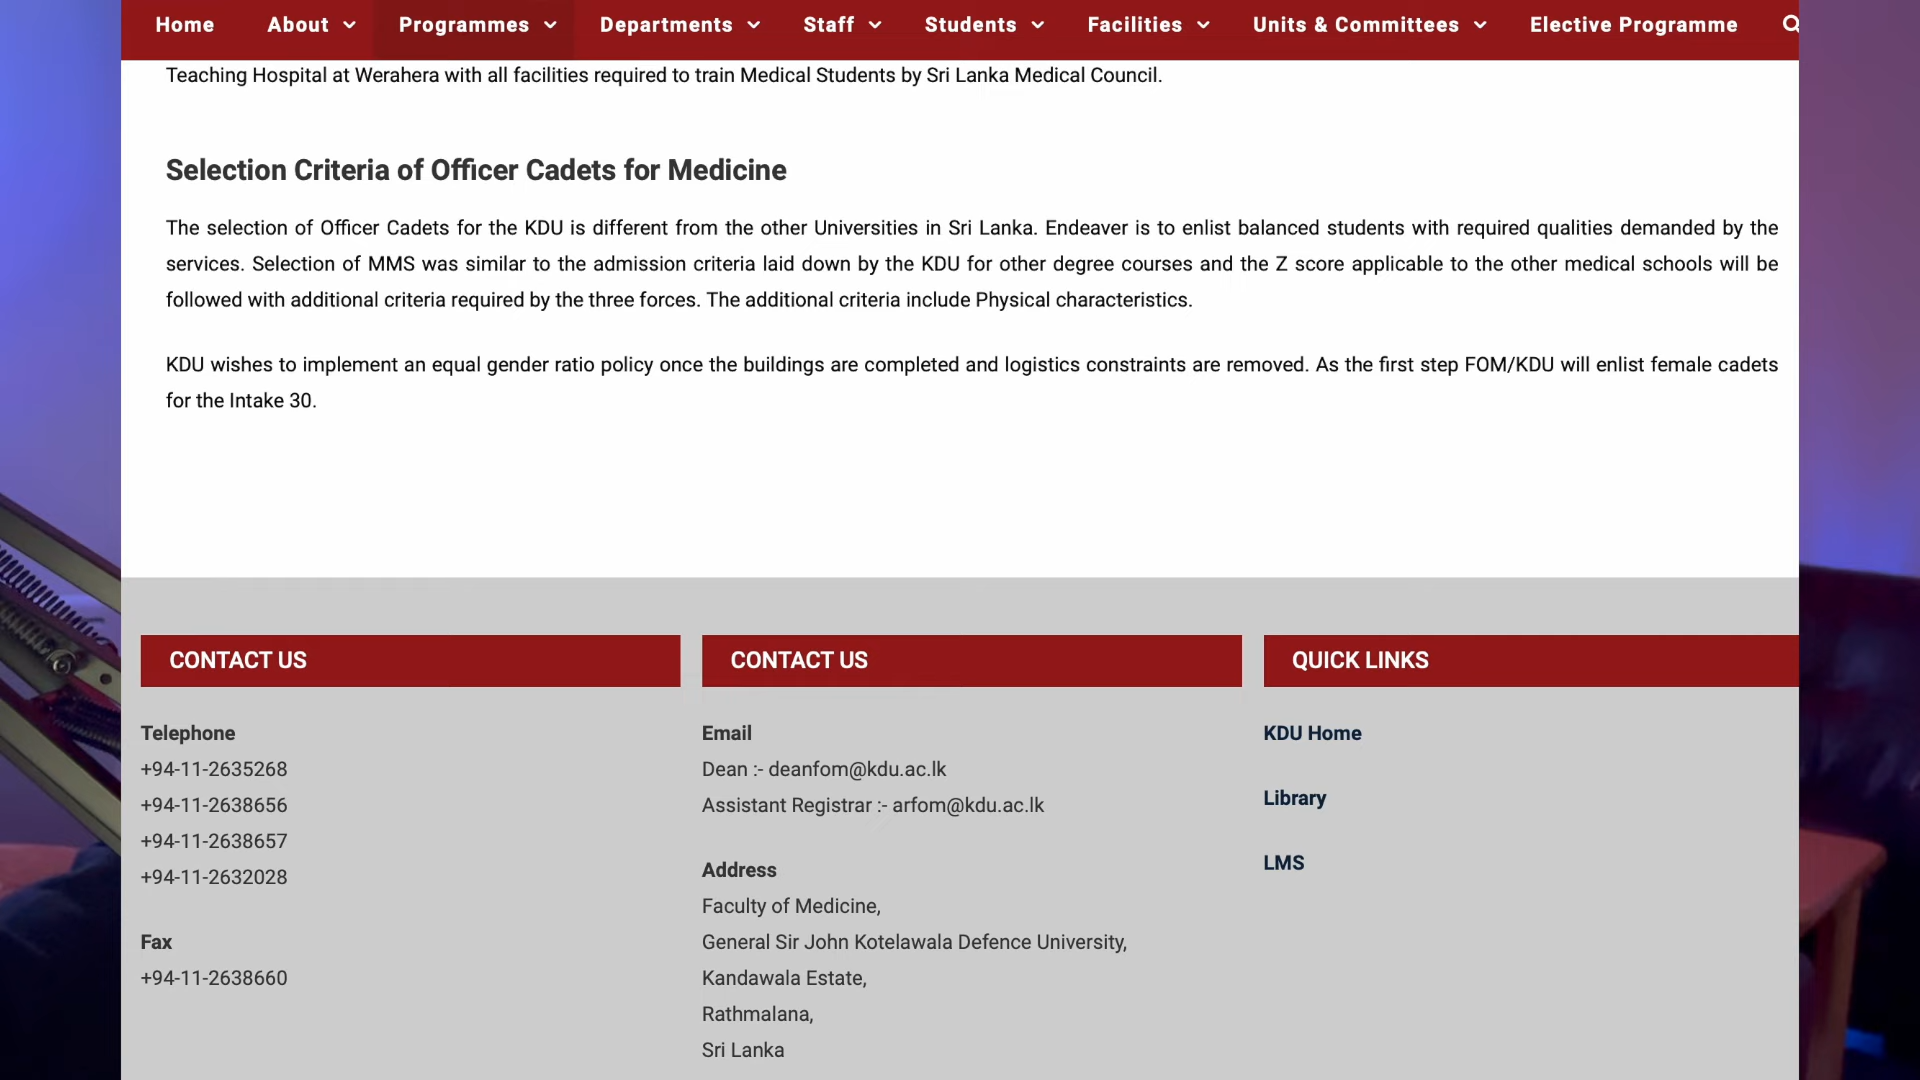 Home About Programmes Departments Staff Students Facilities Units & Committees Elective Programme
Teaching Hospital at Werahera with all facilities required to train Medical Students by Sri Lanka Medical Council.
Selection Criteria of Officer Cadets for Medicine
The selection of Officer Cadets for the KDU is different from the other Universities in Sri Lanka. Endeaver is to enlist balanced students with required qualities demanded by the
services. Selection of MMS was similar to the admission criteria laid down by the KDU for other degree courses and the Z score applicable to the other medical schools will be
followed with additional criteria required by the three forces. The additional criteria include Physical characteristics.
KDU wishes to implement an equal gender ratio policy once the buildings are completed and logistics constraints are removed. As the first step FOM/KDU will enlist female cadets
for the Intake 30.
CONTACT US
Telephone
+94-11-2635268
+94-11-2638656
+94-11-2638657
+94-11-2632028
Fax
+94-11-2638660
CONTACT US
Email
Dean :- deanfom@kdu.ac.lk
Assistant Registrar :- arfom@kdu.ac.lk
Address
Faculty of Medicine,
General Sir John Kotelawala Defence University,
Kandawala Estate,
Rathmalana,
Sri Lanka
QUICK LINKS
KDU Home
Library
LMS